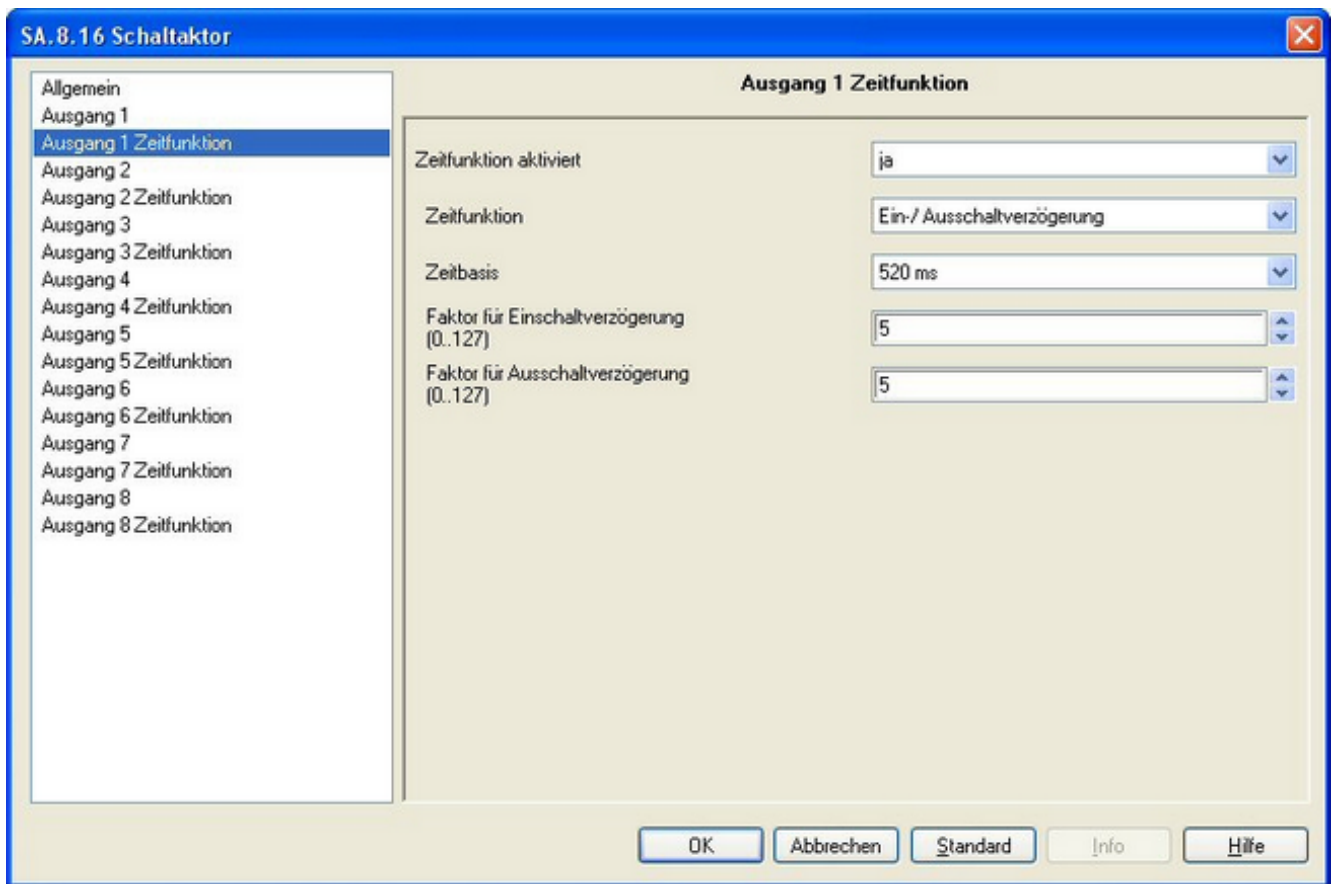 SA.8.16 Schaltaktor
Allgemein
Ausgang 1
Ausgang 1 Zeitfunktion
Ausgang 2
Ausgang 2 Zeitfunktion
Ausgang 3
Ausgang 3 Zeitfunktion
Ausgang 4
Ausgang 4 Zeitfunktion
Ausgang 5
Ausgang 5 Zeitfunktion
Ausgang 6
Ausgang 6 Zeitfunktion
Ausgang 7
Ausgang 7 Zeitfunktion
Ausgang 8
Ausgang 8 Zeitfunktion
Ausgang 1 Zeitfunktion
Zeitfunktion aktiviert ja
Zeitfunktion Ein-/ Ausschaltverzögerung
Zeitbasis 520 ms
Faktor für Einschaltverzögerung
(0..127) 5
Faktor für Ausschaltverzögerung
(0..127) 5
OK Abbrechen Standard Info Hilfe